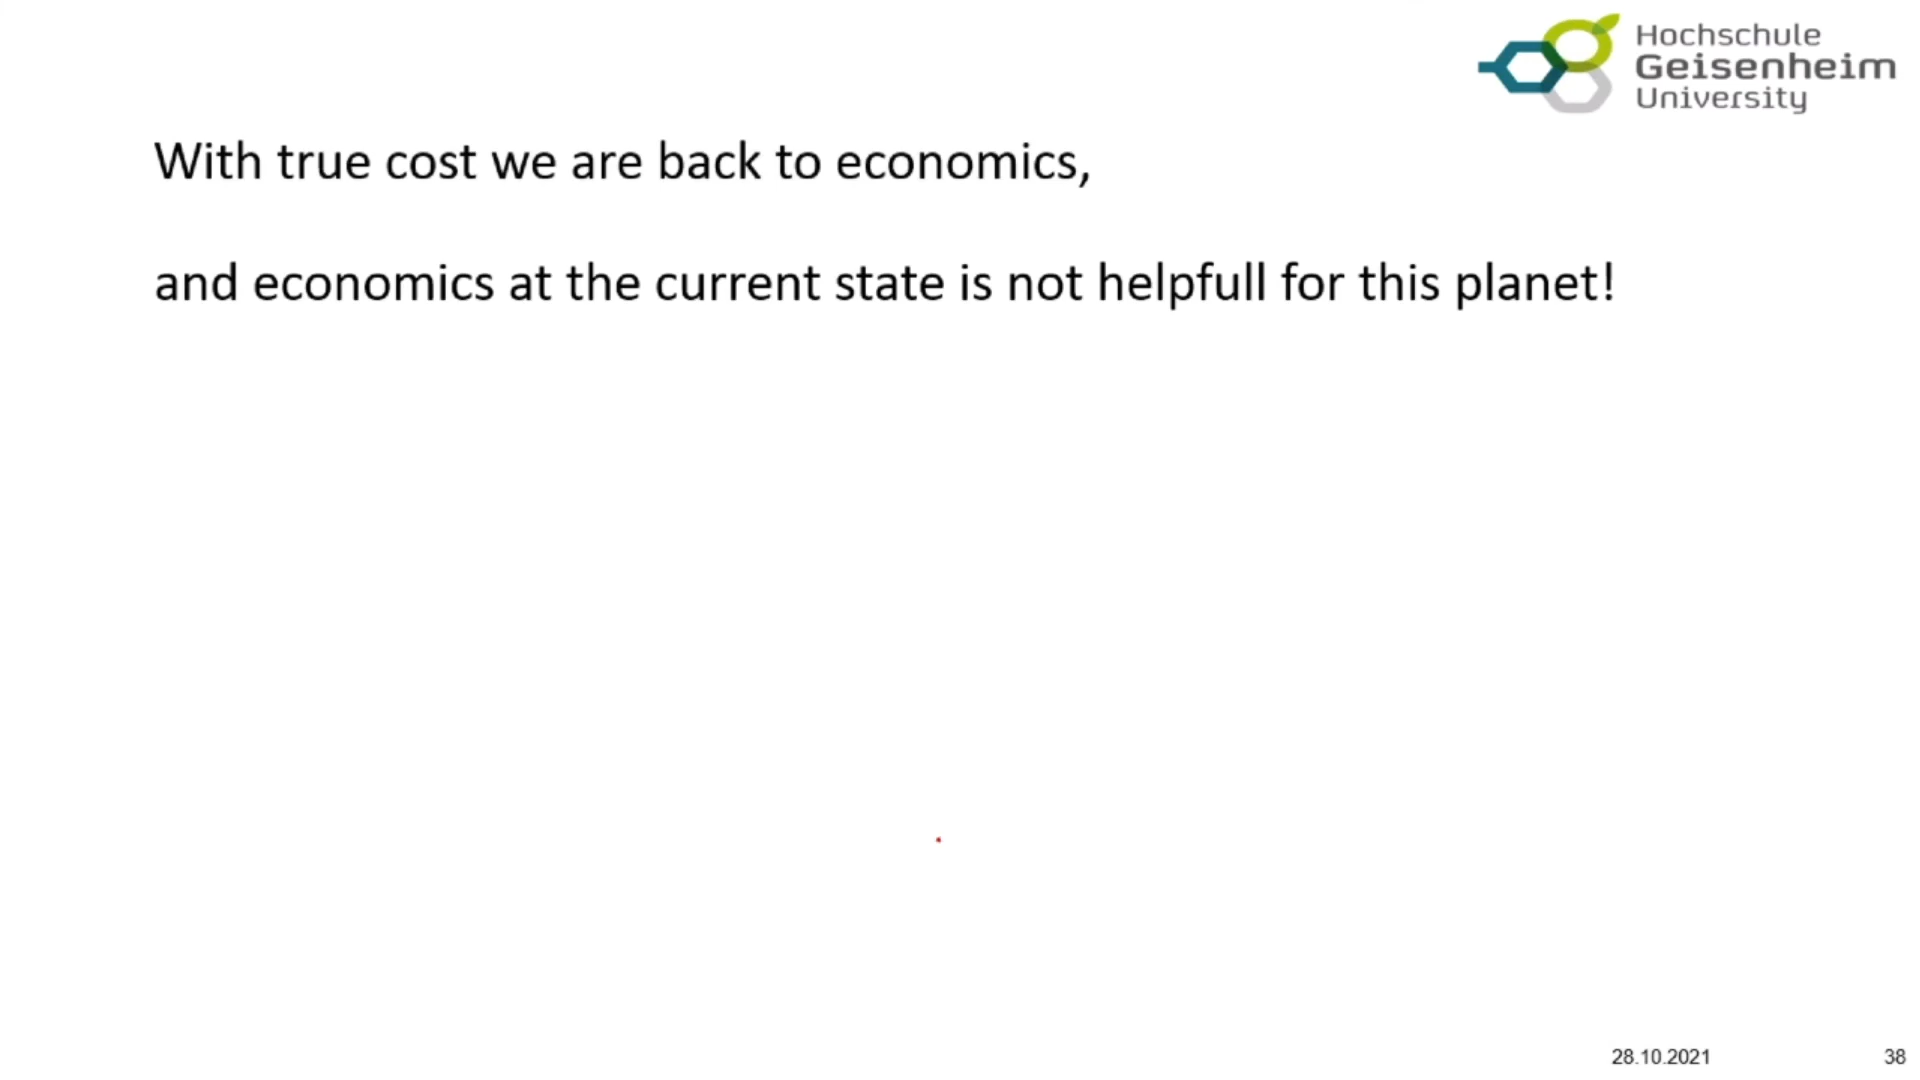 Hochschule
Geisenheim
University
With true cost we are back to economics,
and economics at the current state is not helpfull for this planet!
28.10.2021
38